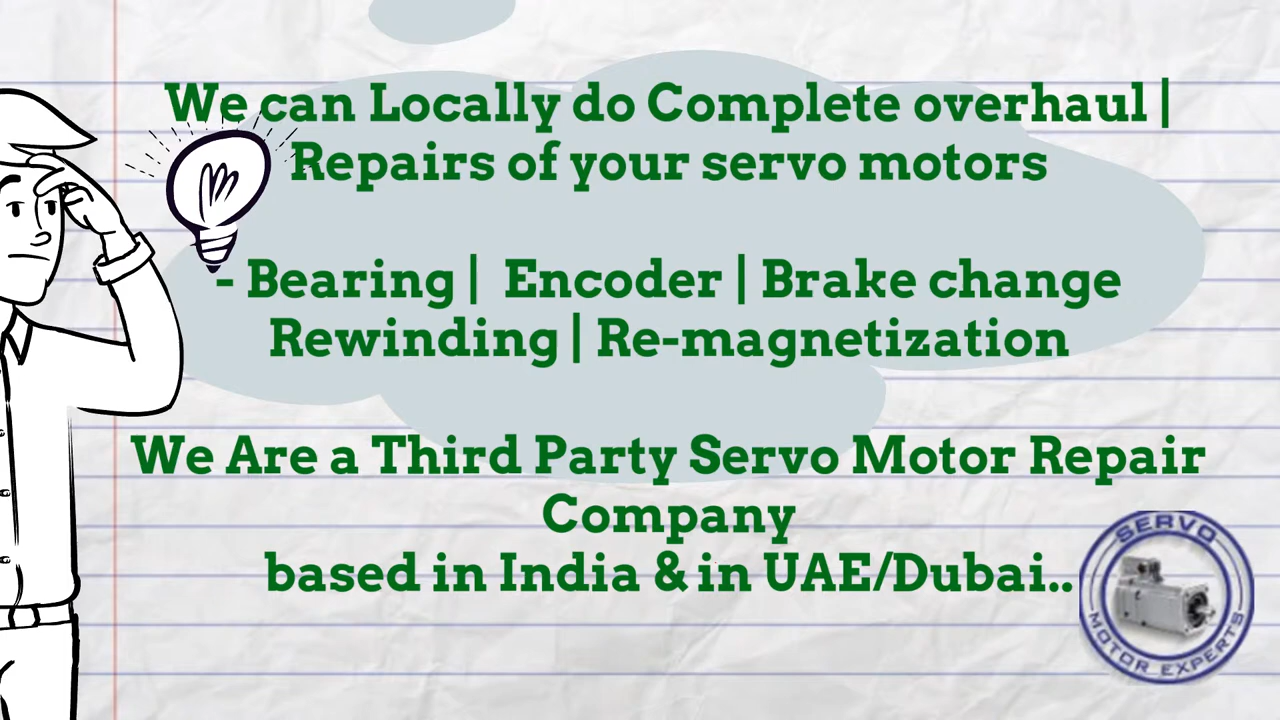 We can Locally do Complete overhaul |
Repairs of your servo motors
- Bearing |  Encoder | Brake change
Rewinding | Re-magnetization
We Are a Third Party Servo Motor Repair
Company
based in India & in UAE/Dubai..
SERVO
MOTOR EXPERTS